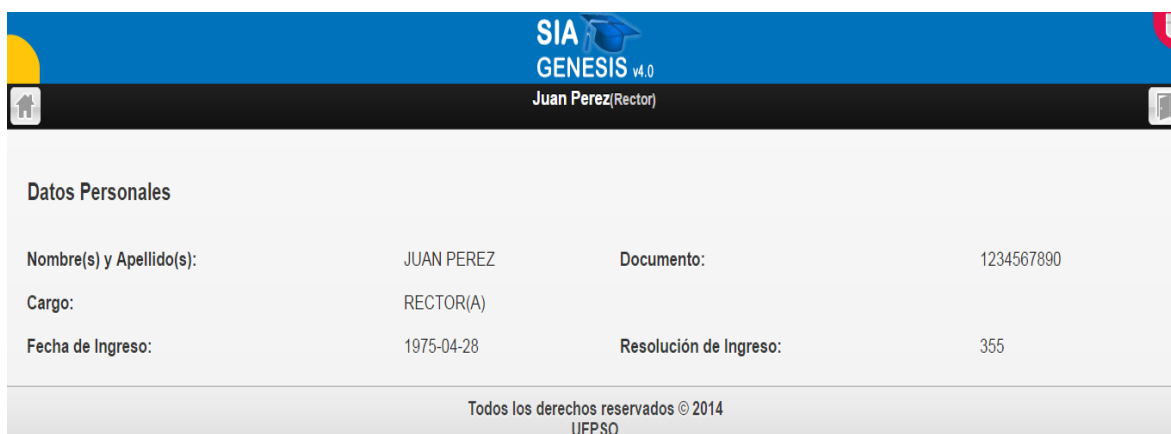 SIA
GENESIS v4.0
Juan Perez(Rector)
Datos Personales
Nombre(s) y Apellido(s): JUAN PEREZ Documento: 1234567890
Cargo: RECTOR(A)
Fecha de Ingreso: 1975-04-28 Resolución de Ingreso: 355
Todos los derechos reservados © 2014
UFPSO